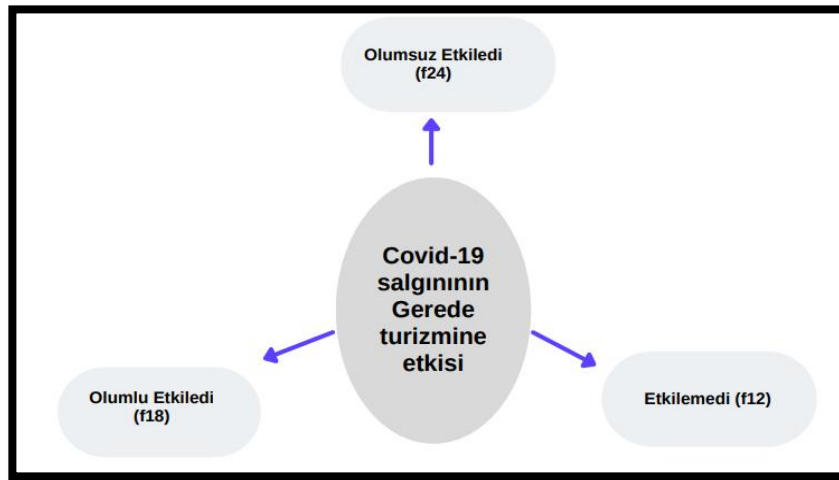 Olumsuz Etkiledi
(f24)
Covid-19
salgınının
Gerede
turizmine
etkisi
Olumlu Etkiledi
(f18)
Etkilemedi (f12)